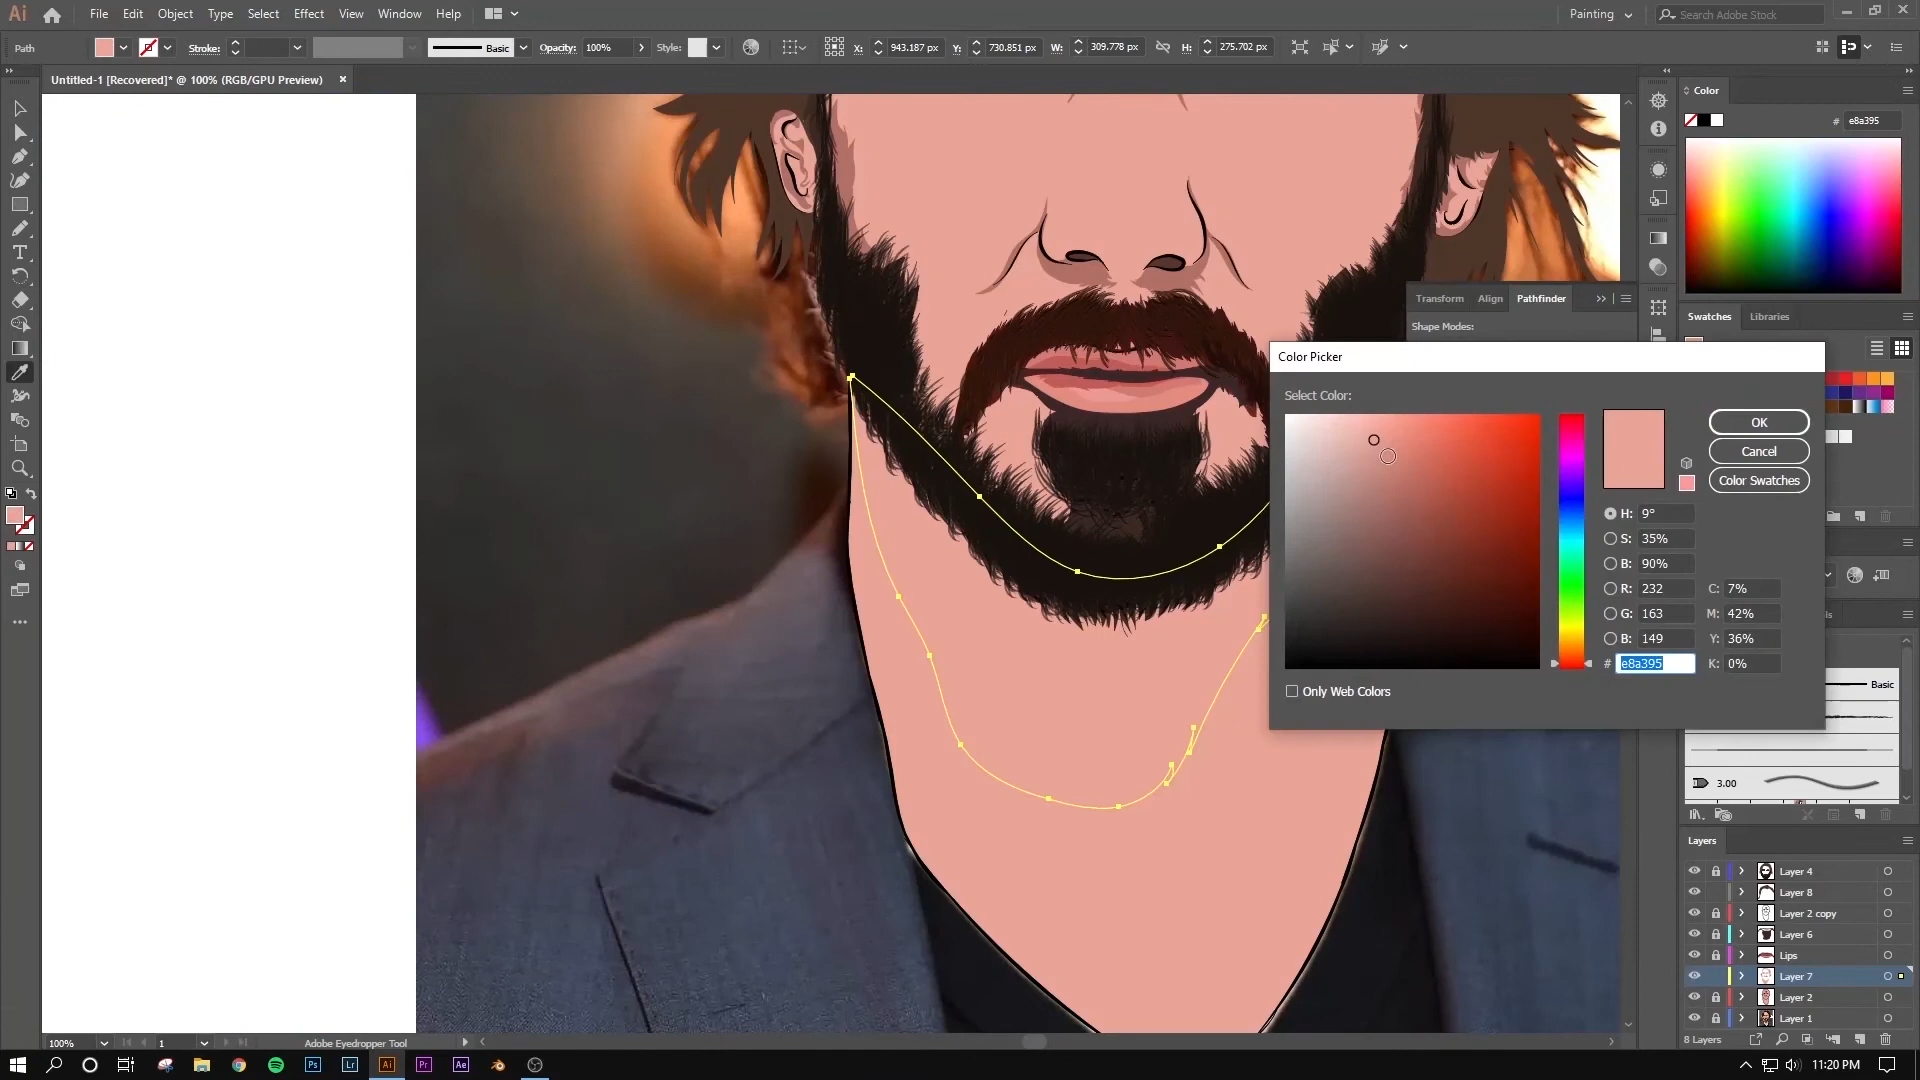 Ai File Edit Object Type Select Effect View Window Help Painting Search Adobe Stock
Path Stroke: Basic Opacity: 100% Style: X: 943.187 px Y: 730.851 px W: 309.778 px H: 275.702 px
Untitled-1 [Recovered]* @ 100% (RGB/GPU Preview) ×
Color
# e8a395
Transform Align Pathfinder
Shape Modes:
Swatches Libraries
Color Picker
Select Color:
OK
Cancel
Color Swatches
H: 9°
S: 35%
B: 90%
R: 232 C: 7%
G: 163 M: 42%
B: 149 Y: 36%
# e8a395 K: 0%
Only Web Colors
Basic
3.00
Layers
Layer 4
Layer 8
Layer 2 copy
Layer 6
Lips
Layer 7
Layer 2
Layer 1
8 Layers
100% 1 Adobe Eyedropper Tool
Ps Lr Ai Pr Ae 11:20 PM